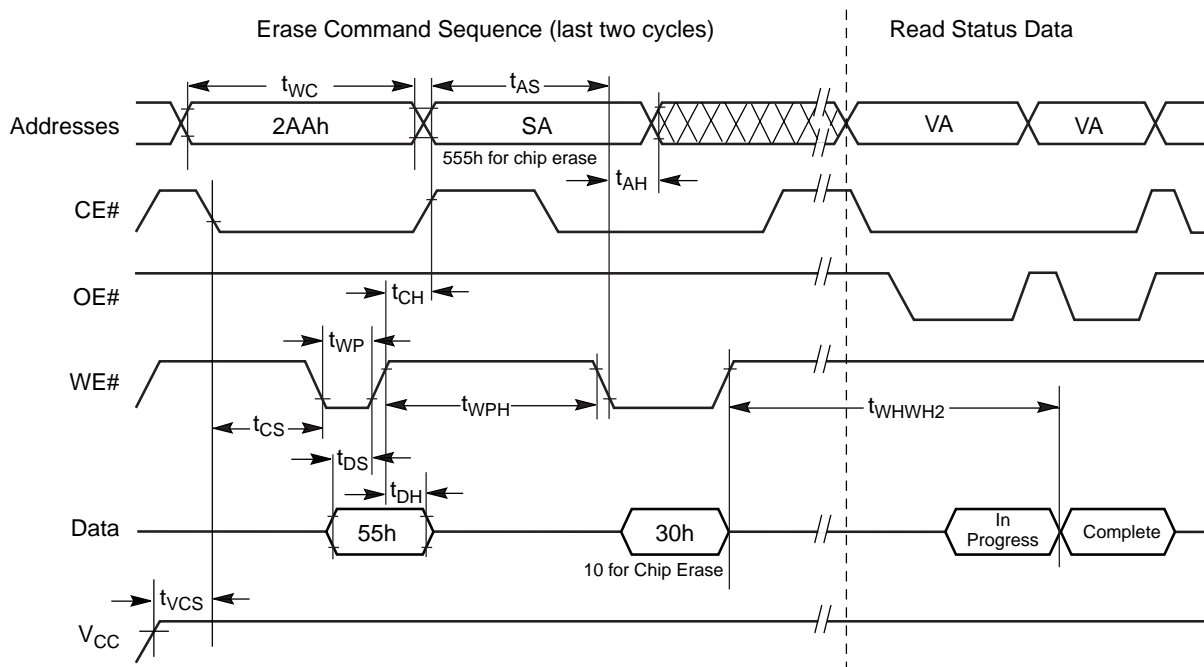 Erase Command Sequence (last two cycles)
Read Status Data
tWC
tAS
Addresses
2AAh
SA
VA
VA
555h for chip erase
tAH
CE#
OE#
tCH
tWP
WE#
tWPH
tWHWH2
tCS
tDS
tDH
Data
55h
30h
In
Progress
Complete
10 for Chip Erase
tVCS
VCC